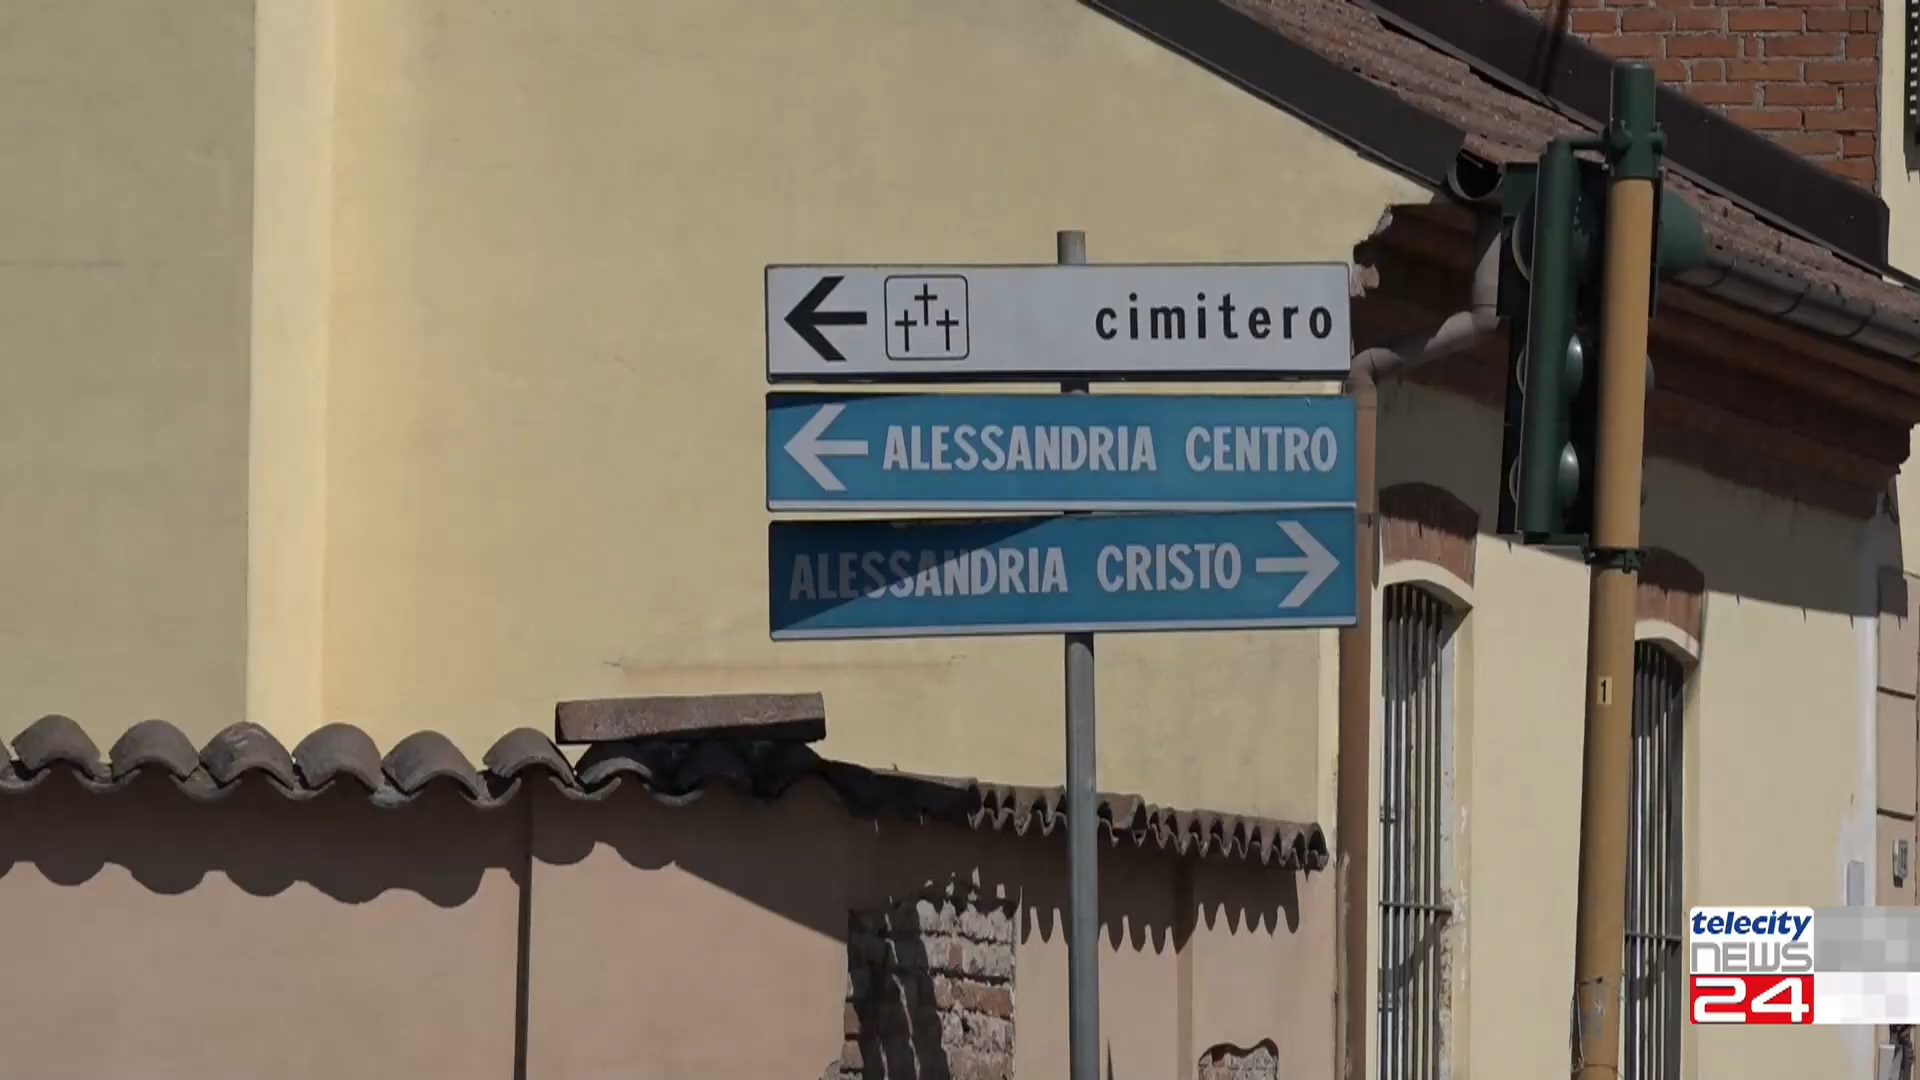 cimitero
ALESSANDRIA CENTRO
ALESSANDRIA CRISTO
1
telecity
NEWS
24